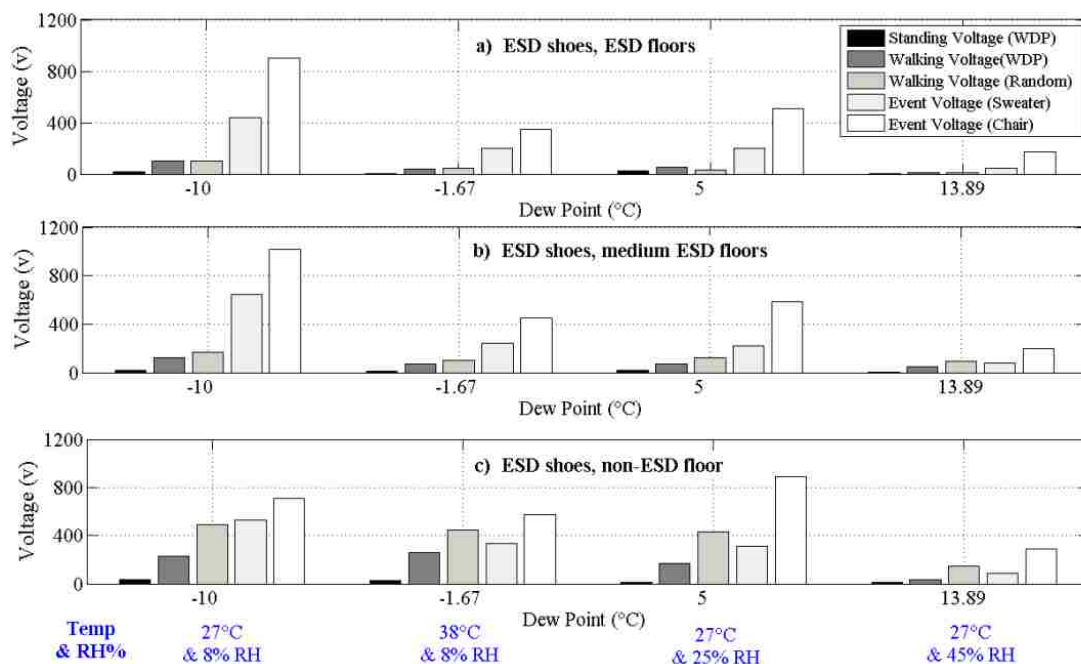 1200
800
400
0
Voltage (v)
a) ESD shoes, ESD floors
Standing Voltage (WDP)
Walking Voltage(WDP)
Walking Voltage (Random)
Event Voltage (Sweater)
Event Voltage (Chair)
-10 -1.67 5 13.89
Dew Point (°C)
1200
800
400
0
Voltage (v)
b) ESD shoes, medium ESD floors
-10 -1.67 5 13.89
Dew Point (°C)
1200
800
400
0
Voltage (v)
c) ESD shoes, non-ESD floor
-10 -1.67 5 13.89
Dew Point (°C)
Temp 27°C 38°C 27°C 27°C
& RH% & 8% RH & 8% RH & 25% RH & 45% RH